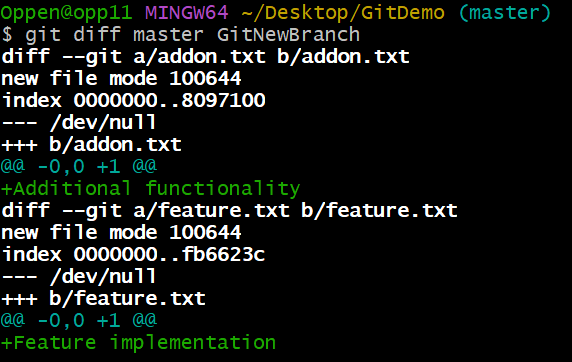 Oppen@opp11 MINGW64 ~/Desktop/GitDemo (master)
$ git diff master GitNewBranch
diff --git a/addon.txt b/addon.txt
new file mode 100644
index 0000000..8097100
--- /dev/null
+++ b/addon.txt
@@ -0,0 +1 @@
+Additional functionality
diff --git a/feature.txt b/feature.txt
new file mode 100644
index 0000000..fb6623c
--- /dev/null
+++ b/feature.txt
@@ -0,0 +1 @@
+Feature implementation